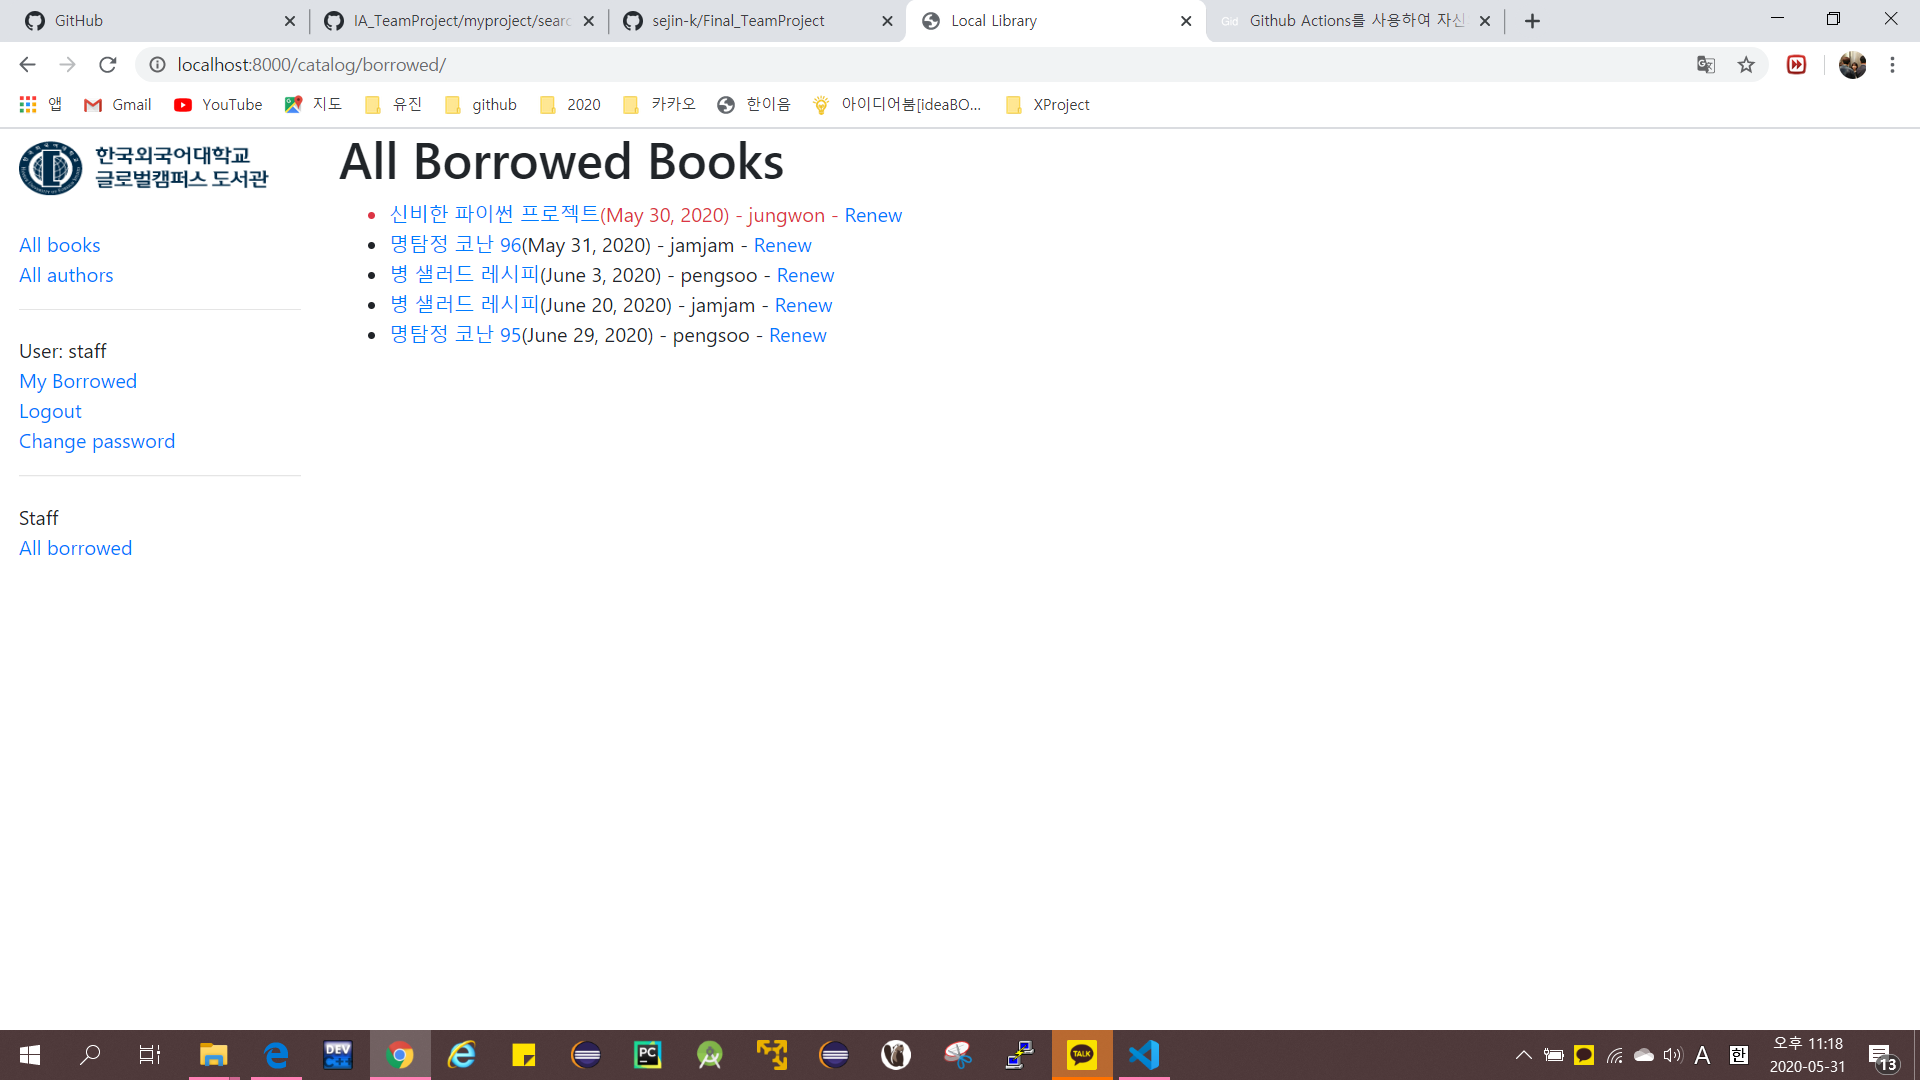 GitHub
IA_TeamProject/myproject/searc
sejin-k/Final_TeamProject
Local Library
Github Actions를 사용하여 자신
localhost:8000/catalog/borrowed/
앱 Gmail YouTube 지도 유진 github 2020 카카오 한이음 아이디어붐[ideaBO... XProject
한국외국어대학교
글로벌캠퍼스 도서관
All books
All authors
User: staff
My Borrowed
Logout
Change password
Staff
All borrowed
All Borrowed Books
신비한 파이썬 프로젝트(May 30, 2020) - jungwon - Renew
명탐정 코난 96(May 31, 2020) - jamjam - Renew
병 샐러드 레시피(June 3, 2020) - pengsoo - Renew
병 샐러드 레시피(June 20, 2020) - jamjam - Renew
명탐정 코난 95(June 29, 2020) - pengsoo - Renew
DEV
PC
TALK
A 한
오후 11:18
2020-05-31
13